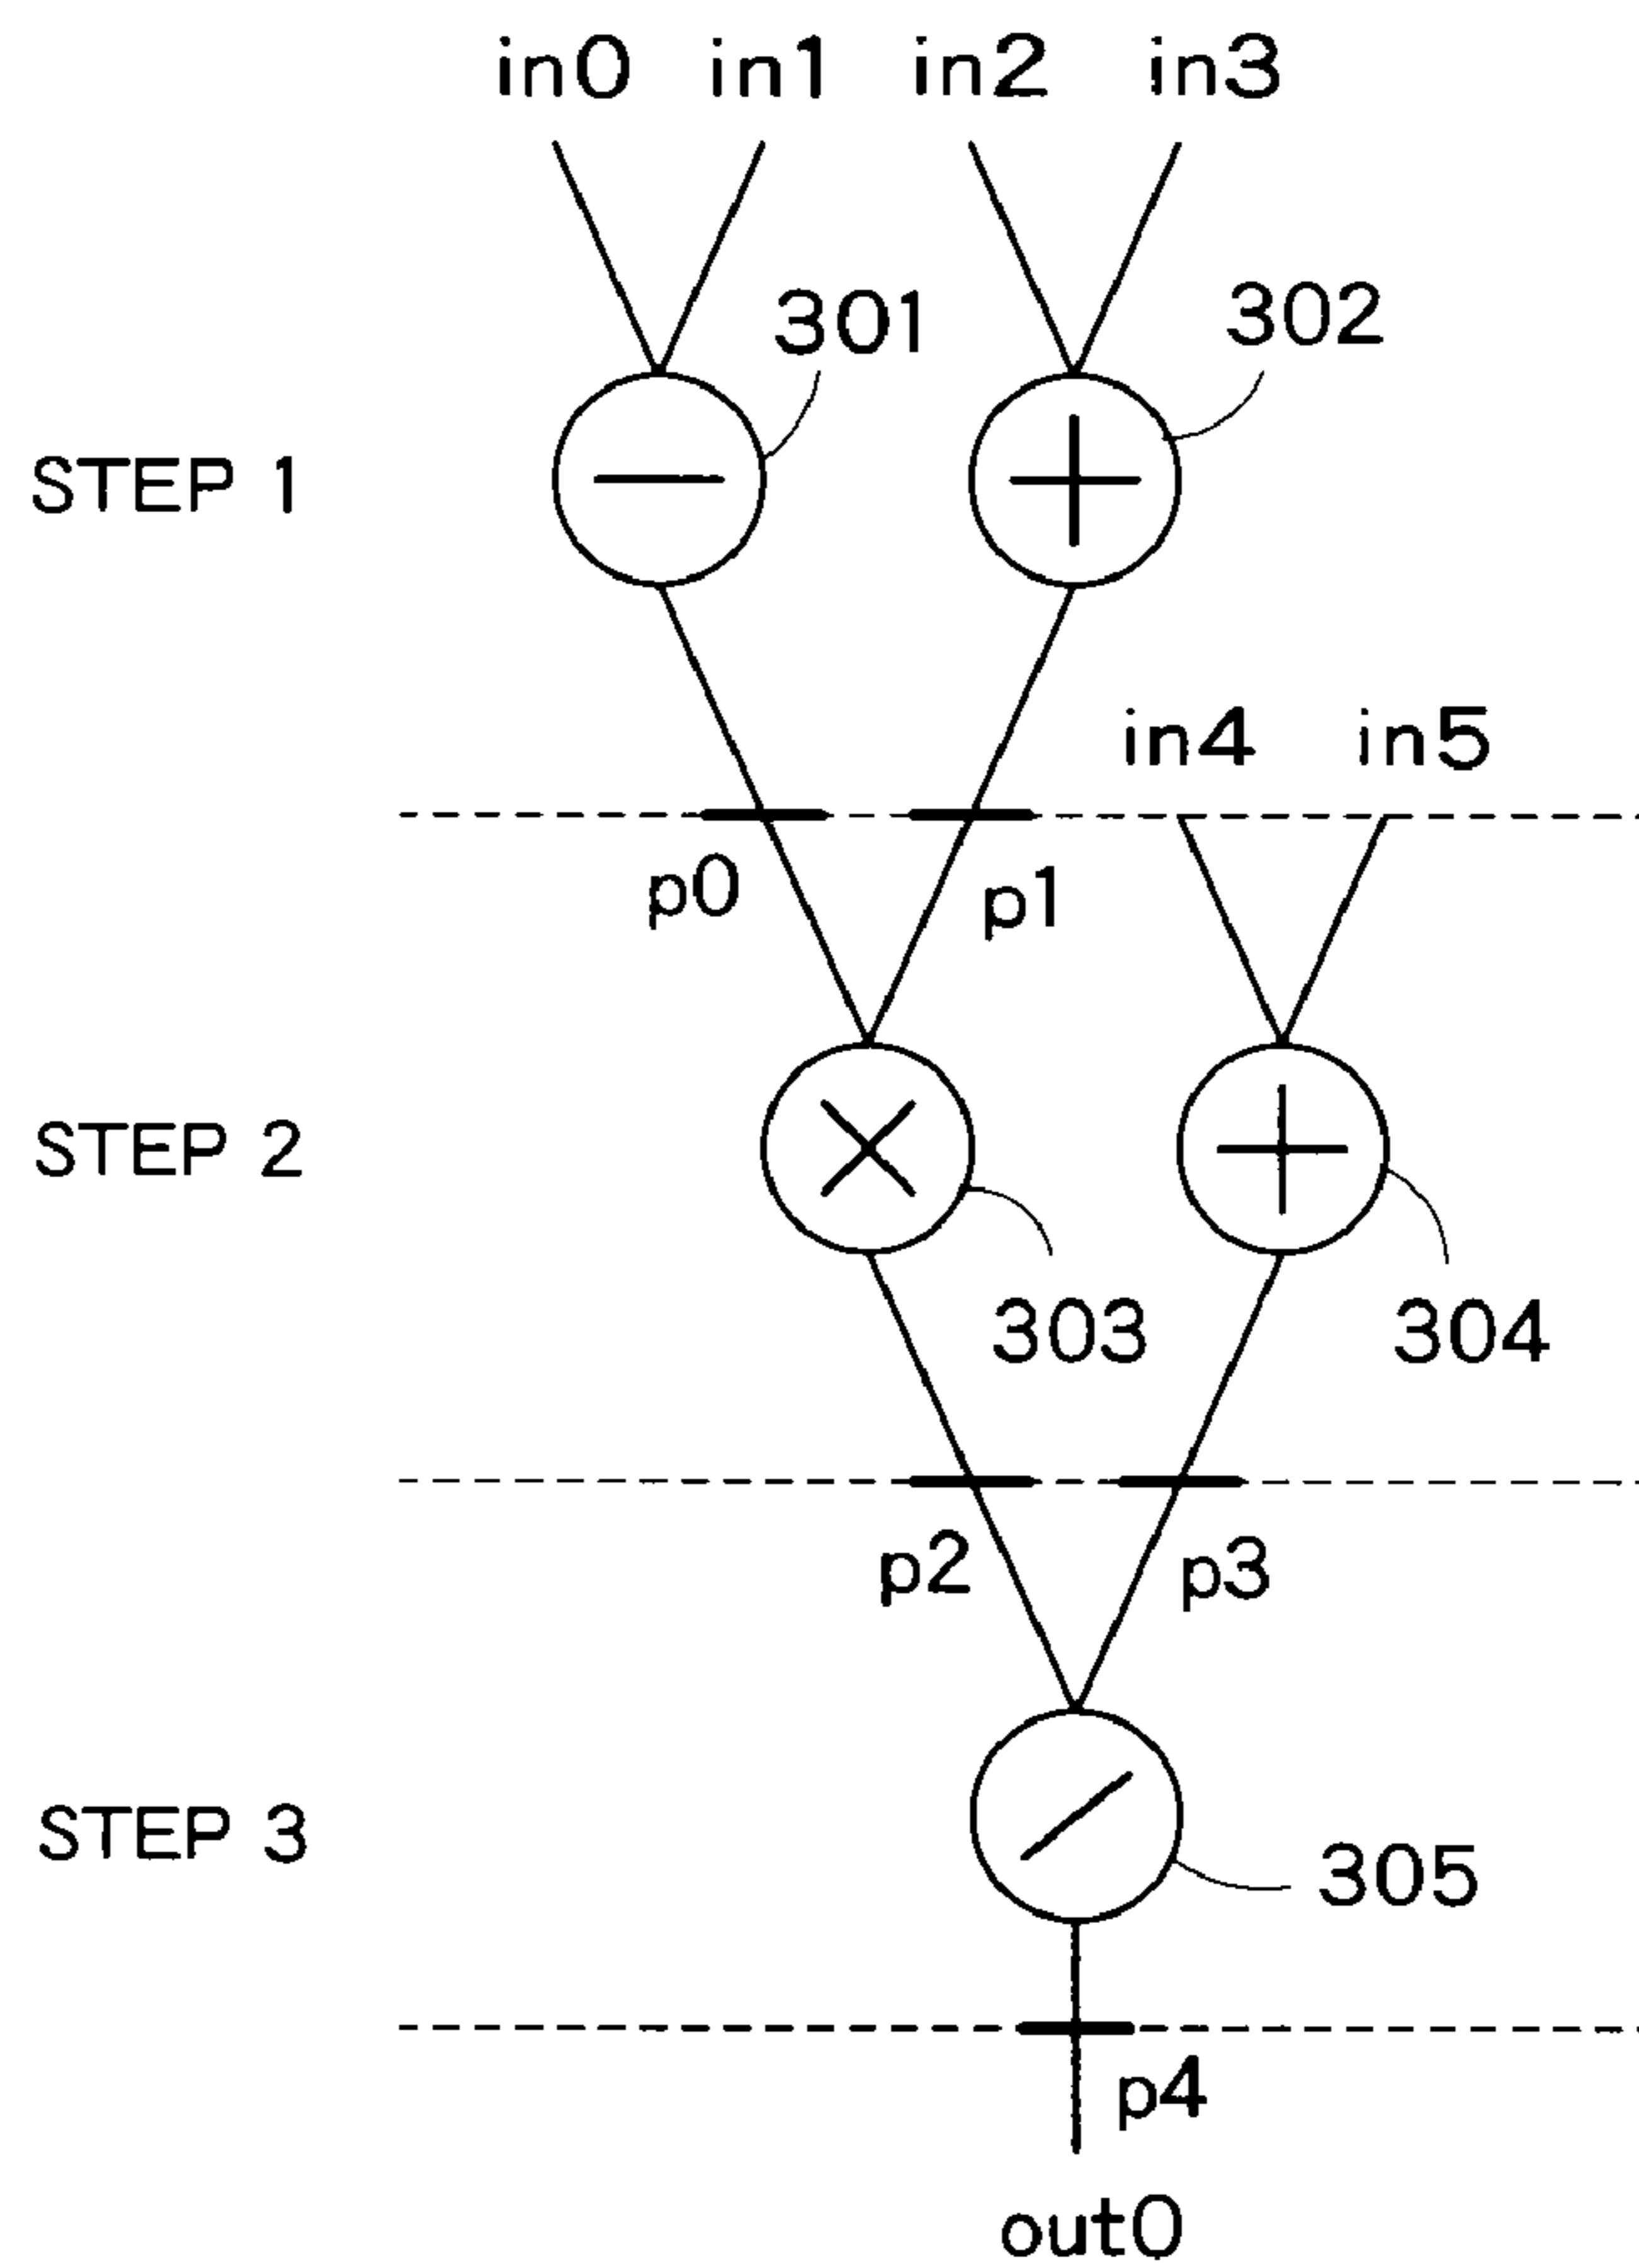 in0 in1 in2 in3
301 302
STEP 1
in4 in5
p0 p1
STEP 2
303 304
p2 p3
STEP 3
305
p4
out0